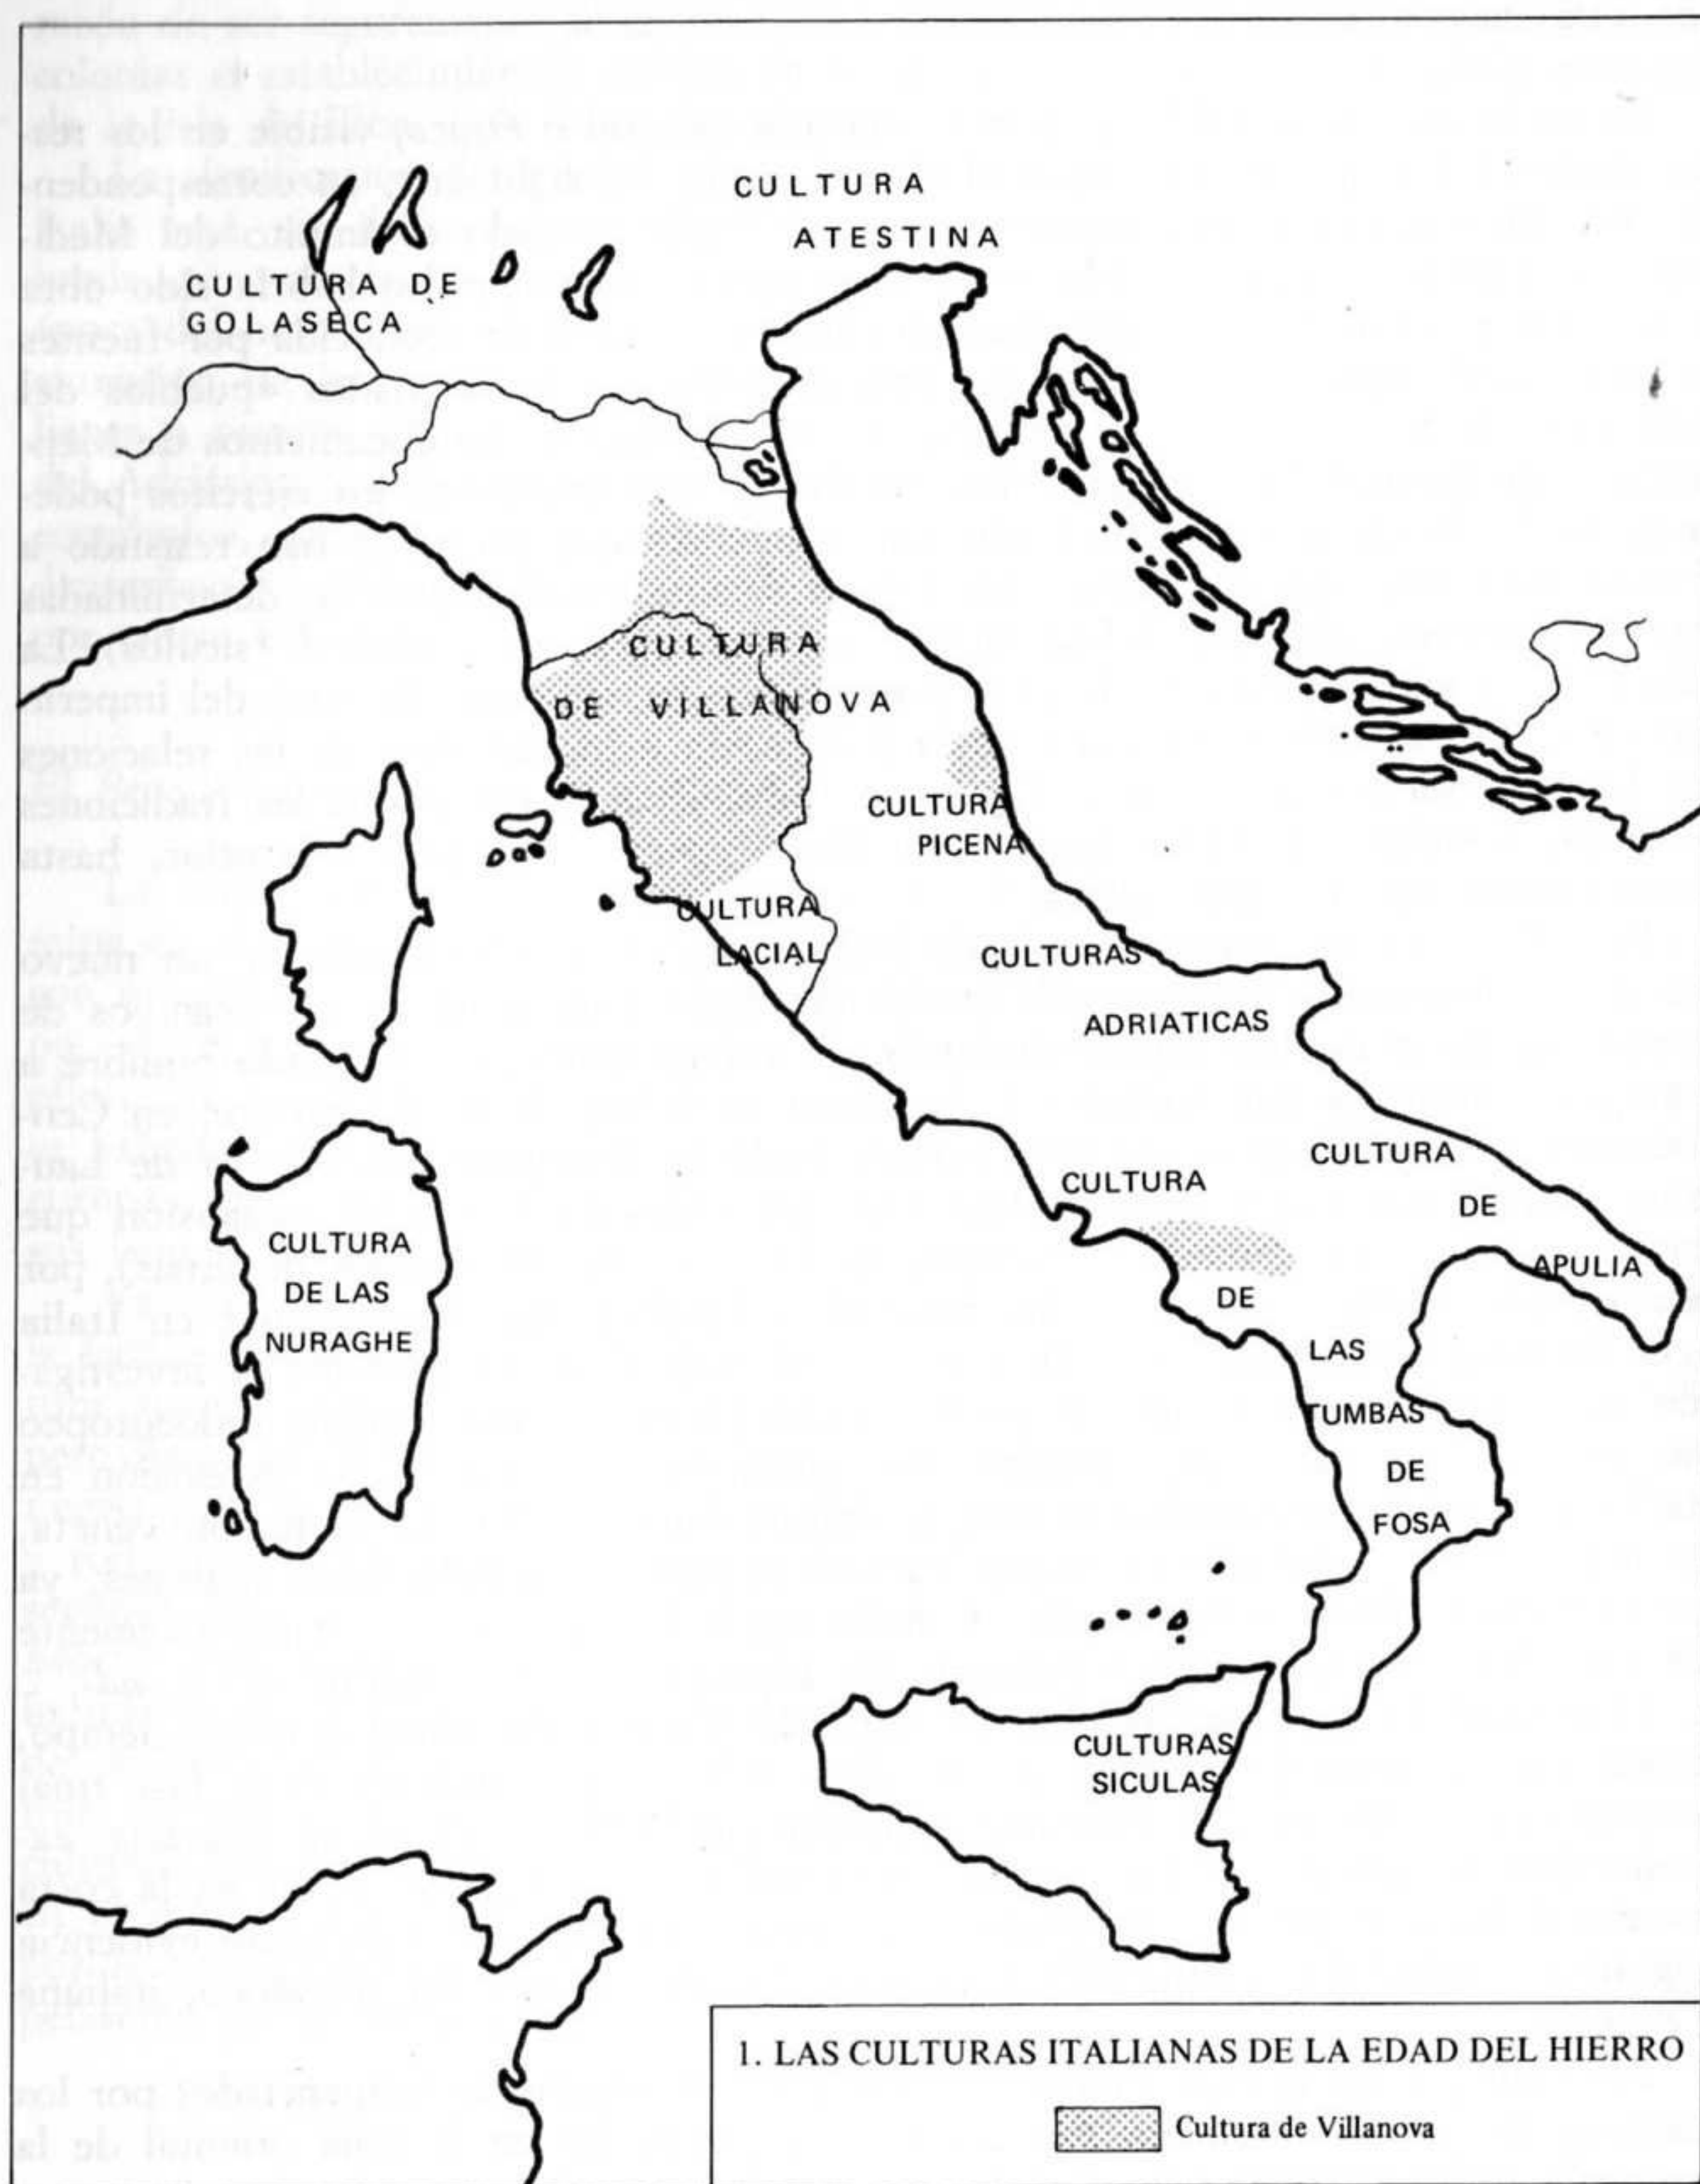 CULTURA
ATESTINA
CULTURA DE
GOLASECA
CULTURA
DE VILLANOVA
CULTURA
PICENA
CULTURA
LACIAL
CULTURAS
ADRIATICAS
CULTURA
DE LAS
NURAGHE
CULTURA
DE
APULIA
CULTURA
DE
LAS
TUMBAS
DE
FOSA
CULTURAS
SICULAS
1. LAS CULTURAS ITALIANAS DE LA EDAD DEL HIERRO
Cultura de Villanova